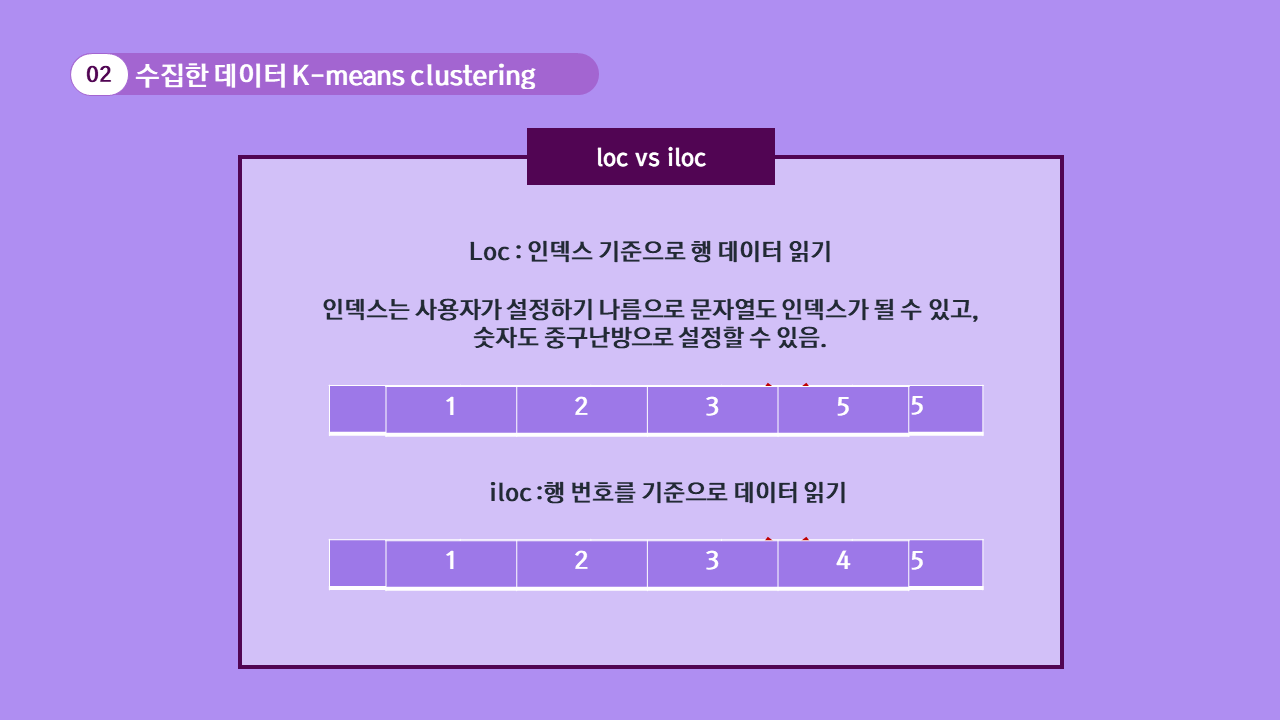 02 수집한 데이터 K-means clustering
loc vs iloc
Loc : 인덱스 기준으로 행 데이터 읽기
인덱스는 사용자가 설정하기 나름으로 문자열도 인덱스가 될 수 있고,
숫자도 중구난방으로 설정할 수 있음.
1 2 3 5 5
iloc :행 번호를 기준으로 데이터 읽기
1 2 3 4 5